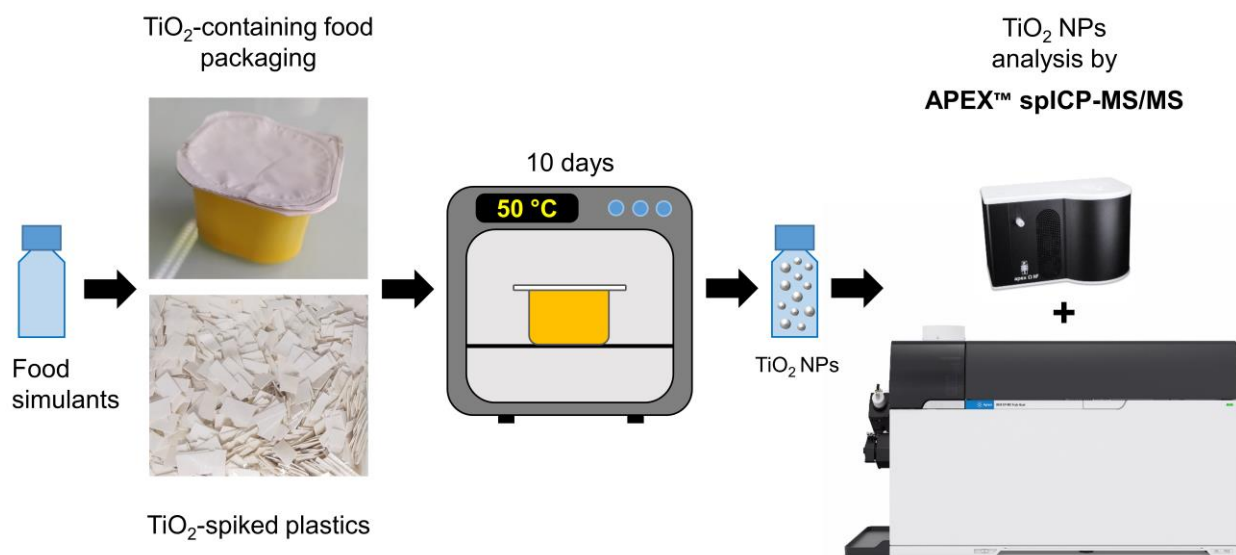 TiO₂-containing food
packaging
Food
simulants
TiO₂-spiked plastics
10 days
50 °C
TiO₂ NPs
TiO₂ NPs
analysis by
APEX™ spICP-MS/MS
+